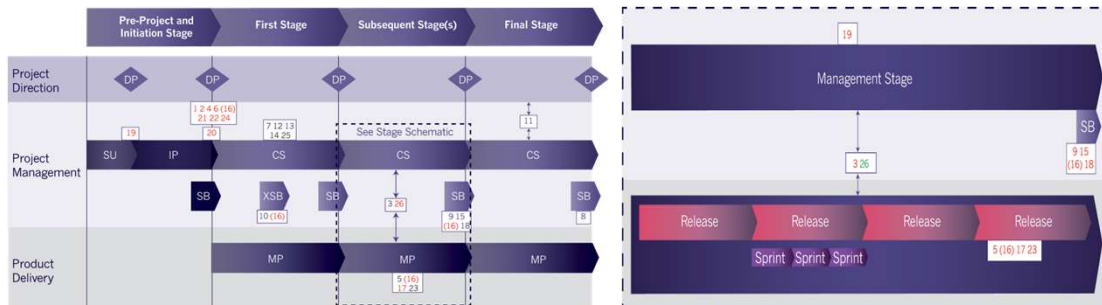 Pre-Project and
Initiation Stage
First Stage
Subsequent Stage(s)
Final Stage
Project
Direction
DP
DP
DP
DP
DP
1 2 4 6 (16)
21 22 24
7 12 13
14 25
See Stage Schematic
11
19
20
Project
Management
SU
IP
CS
CS
CS
SB
XSB
SB
3 26
SB
SB
10 (16)
9 15
(16) 18
8
Product
Delivery
MP
MP
MP
5 (16)
17 23
19
Management Stage
SB
9 15
(16) 18
3 26
Release
Release
Release
Release
5 (16) 17 23
Sprint
Sprint
Sprint